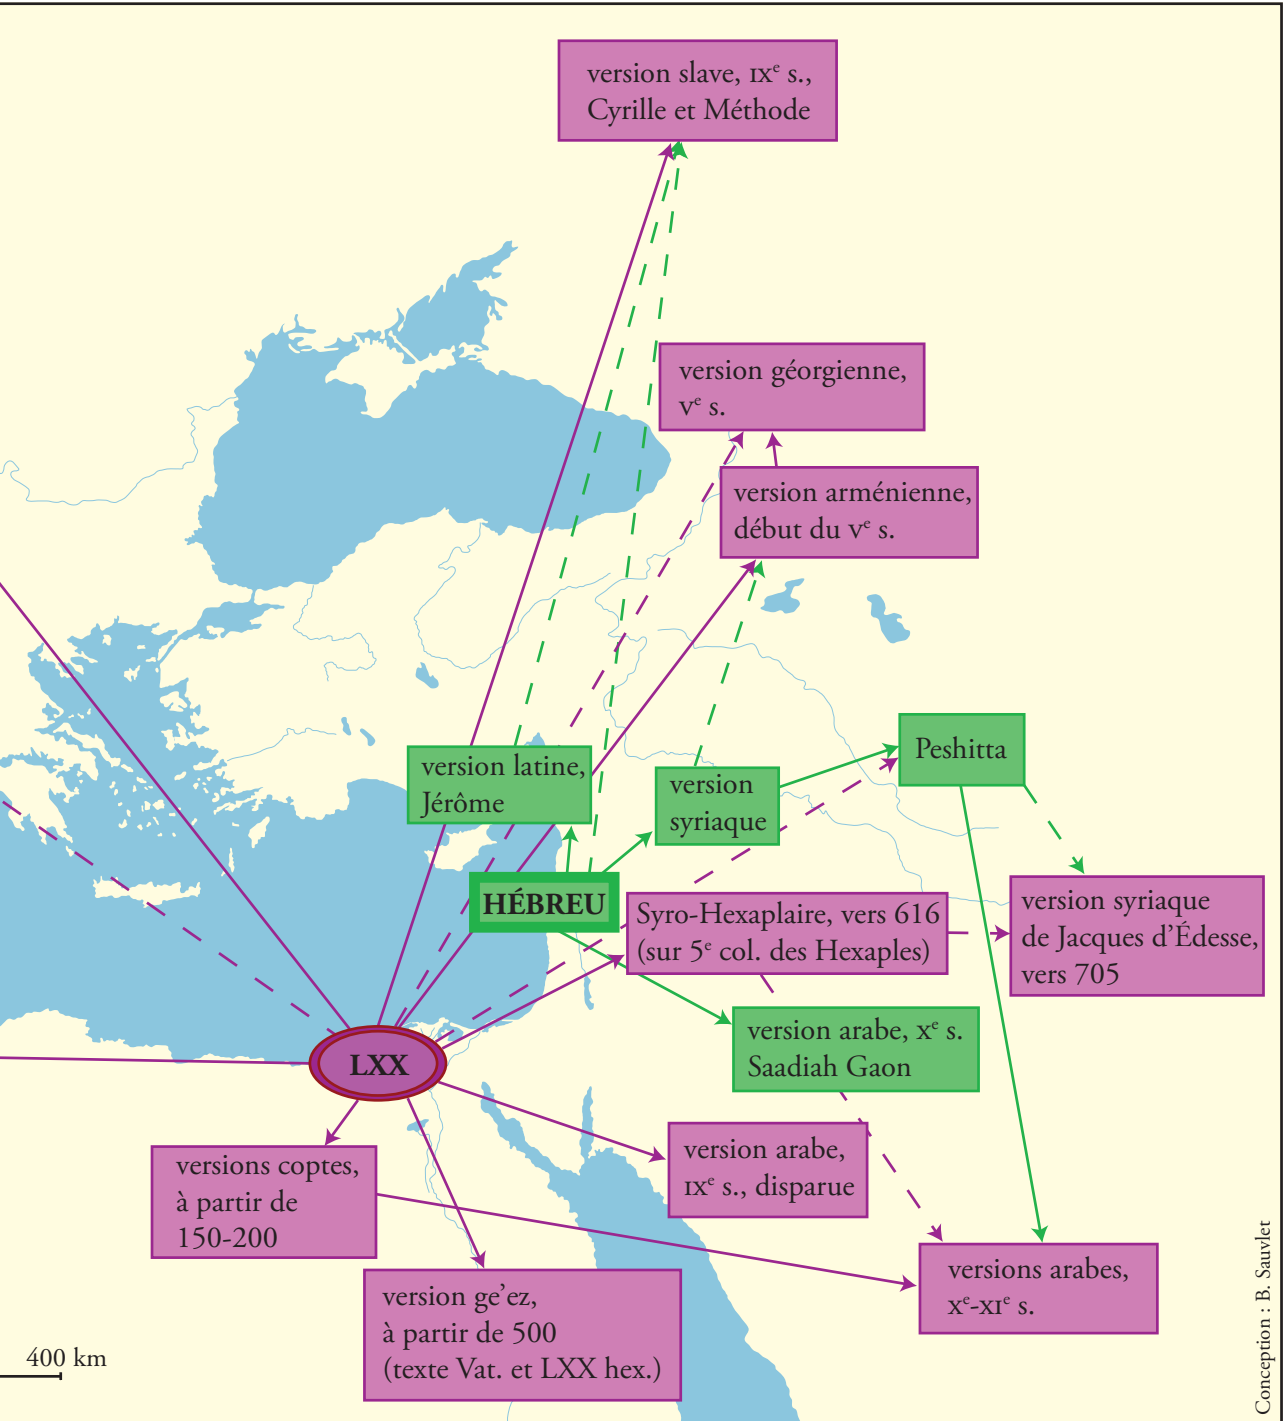 version slave, IXe s.,
Cyrille et Méthode
version géorgienne,
Ve s.
version arménienne,
début du Ve s.
version latine,
Jérôme
version
syriaque
Peshitta
HÉBREU
Syro-Hexaplaire, vers 616
(sur 5e col. des Hexaples)
version syriaque
de Jacques d’Édesse,
vers 705
version arabe, Xe s.
Saadiah Gaon
LXX
versions coptes,
à partir de
150-200
version arabe,
IXe s., disparue
version ge’ez,
à partir de 500
(texte Vat. et LXX hex.)
versions arabes,
Xe-XIe s.
400 km
Conception : B. Sauvlet